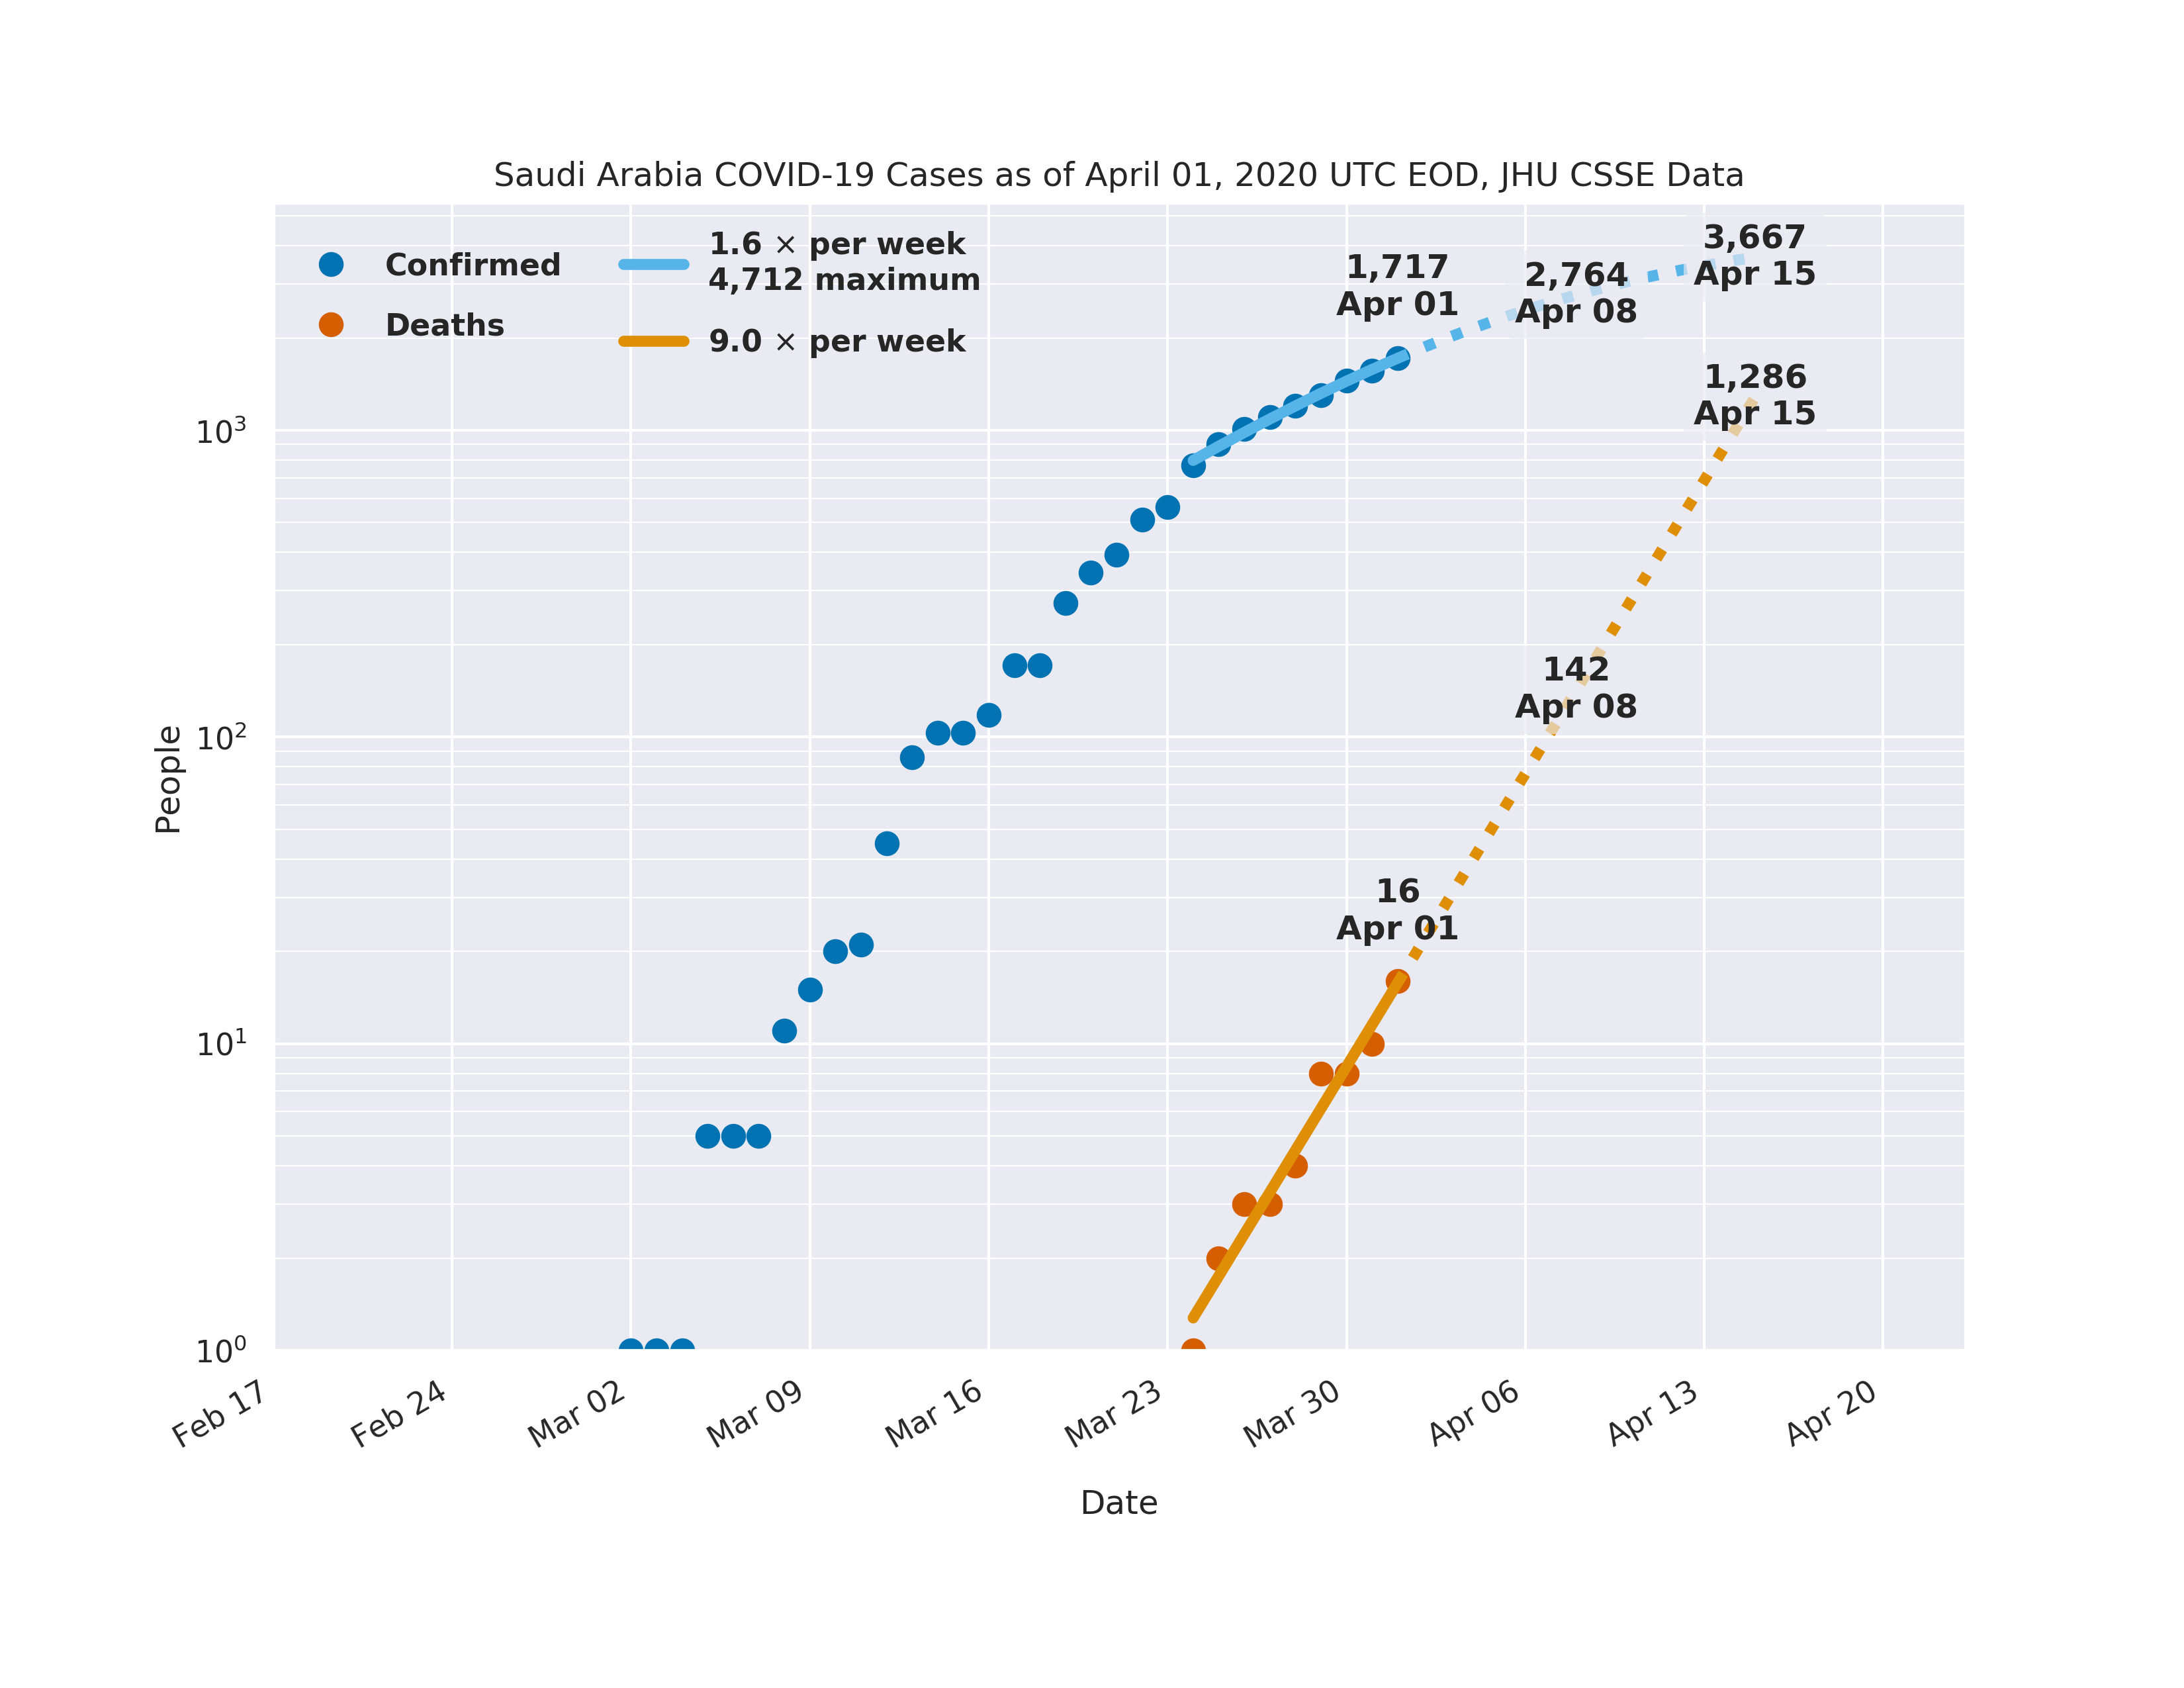 Saudi Arabia COVID-19 Cases as of April 01, 2020 UTC EOD, JHU CSSE Data
Confirmed
Deaths
1.6 × per week
4,712 maximum
9.0 × per week
1,717
Apr 01
2,764
Apr 08
3,667
Apr 15
1,286
Apr 15
142
Apr 08
16
Apr 01
People
10³
10²
10¹
10⁰
Feb 17
Feb 24
Mar 02
Mar 09
Mar 16
Mar 23
Mar 30
Apr 06
Apr 13
Apr 20
Date